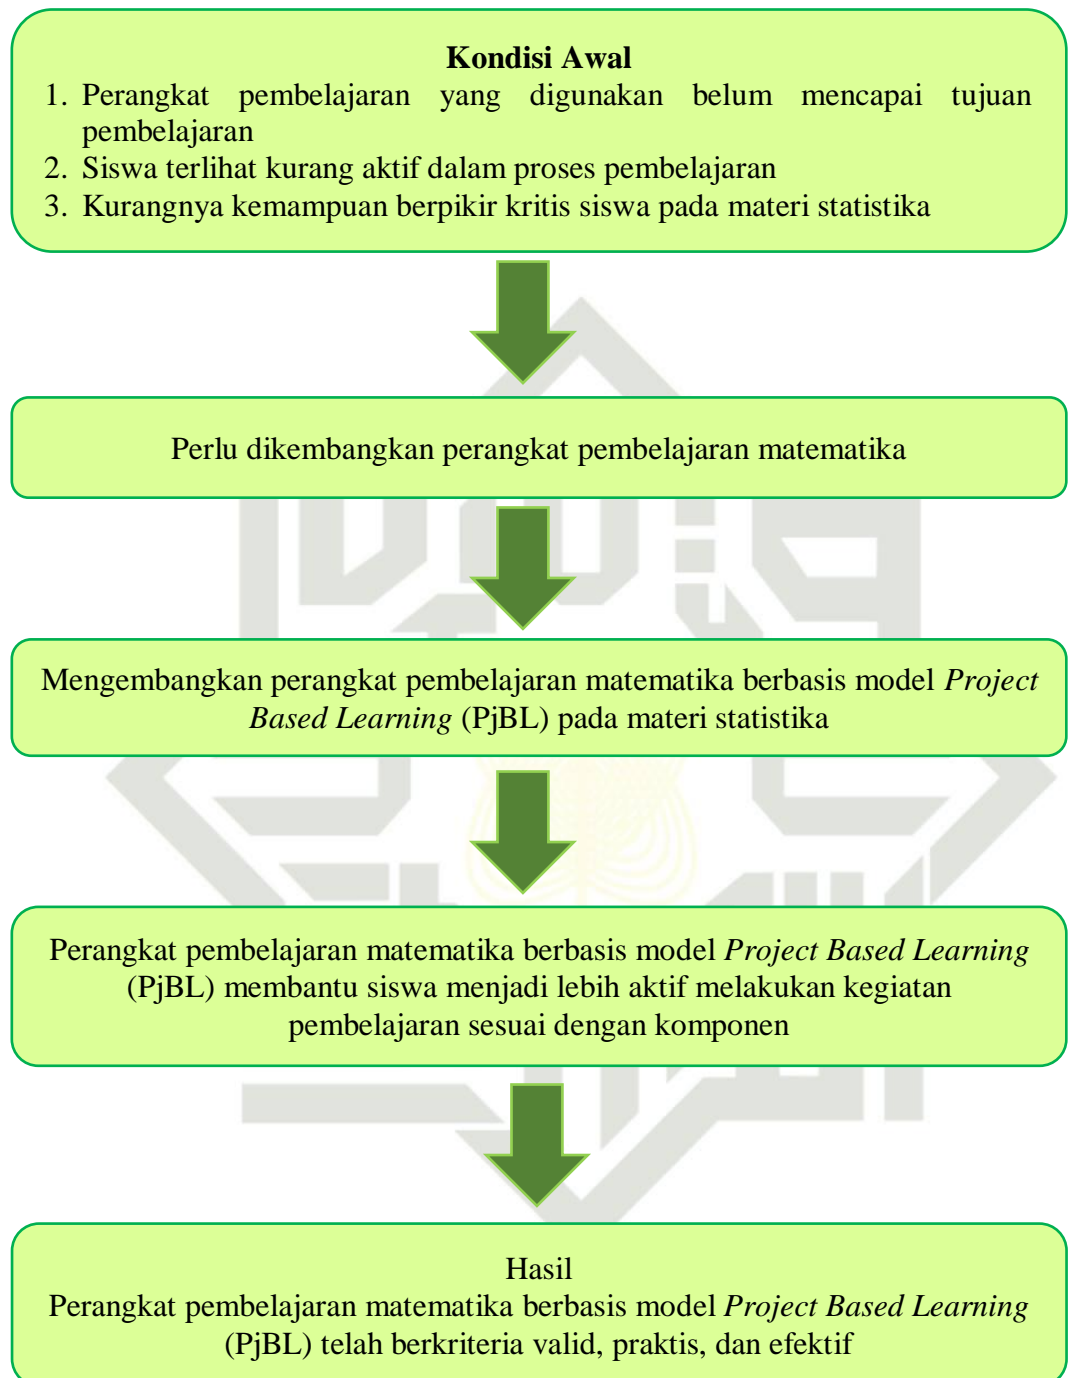 Kondisi Awal
1. Perangkat pembelajaran yang digunakan belum mencapai tujuan
pembelajaran
2. Siswa terlihat kurang aktif dalam proses pembelajaran
3. Kurangnya kemampuan berpikir kritis siswa pada materi statistika
Perlu dikembangkan perangkat pembelajaran matematika
Mengembangkan perangkat pembelajaran matematika berbasis model Project
Based Learning (PjBL) pada materi statistika
Perangkat pembelajaran matematika berbasis model Project Based Learning
(PjBL) membantu siswa menjadi lebih aktif melakukan kegiatan
pembelajaran sesuai dengan komponen
Hasil
Perangkat pembelajaran matematika berbasis model Project Based Learning
(PjBL) telah berkriteria valid, praktis, dan efektif